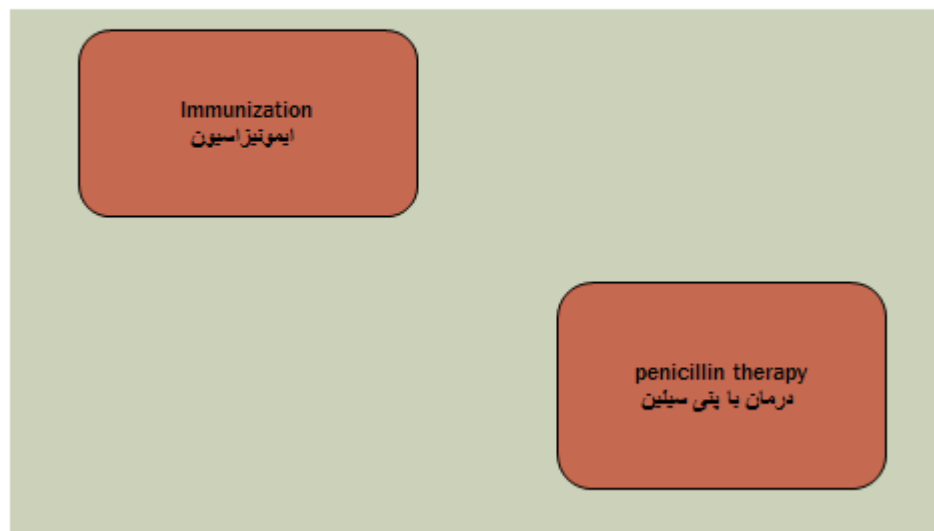 Immunization
ایمونیزاسیون
penicillin therapy
درمان با پنی سیلین